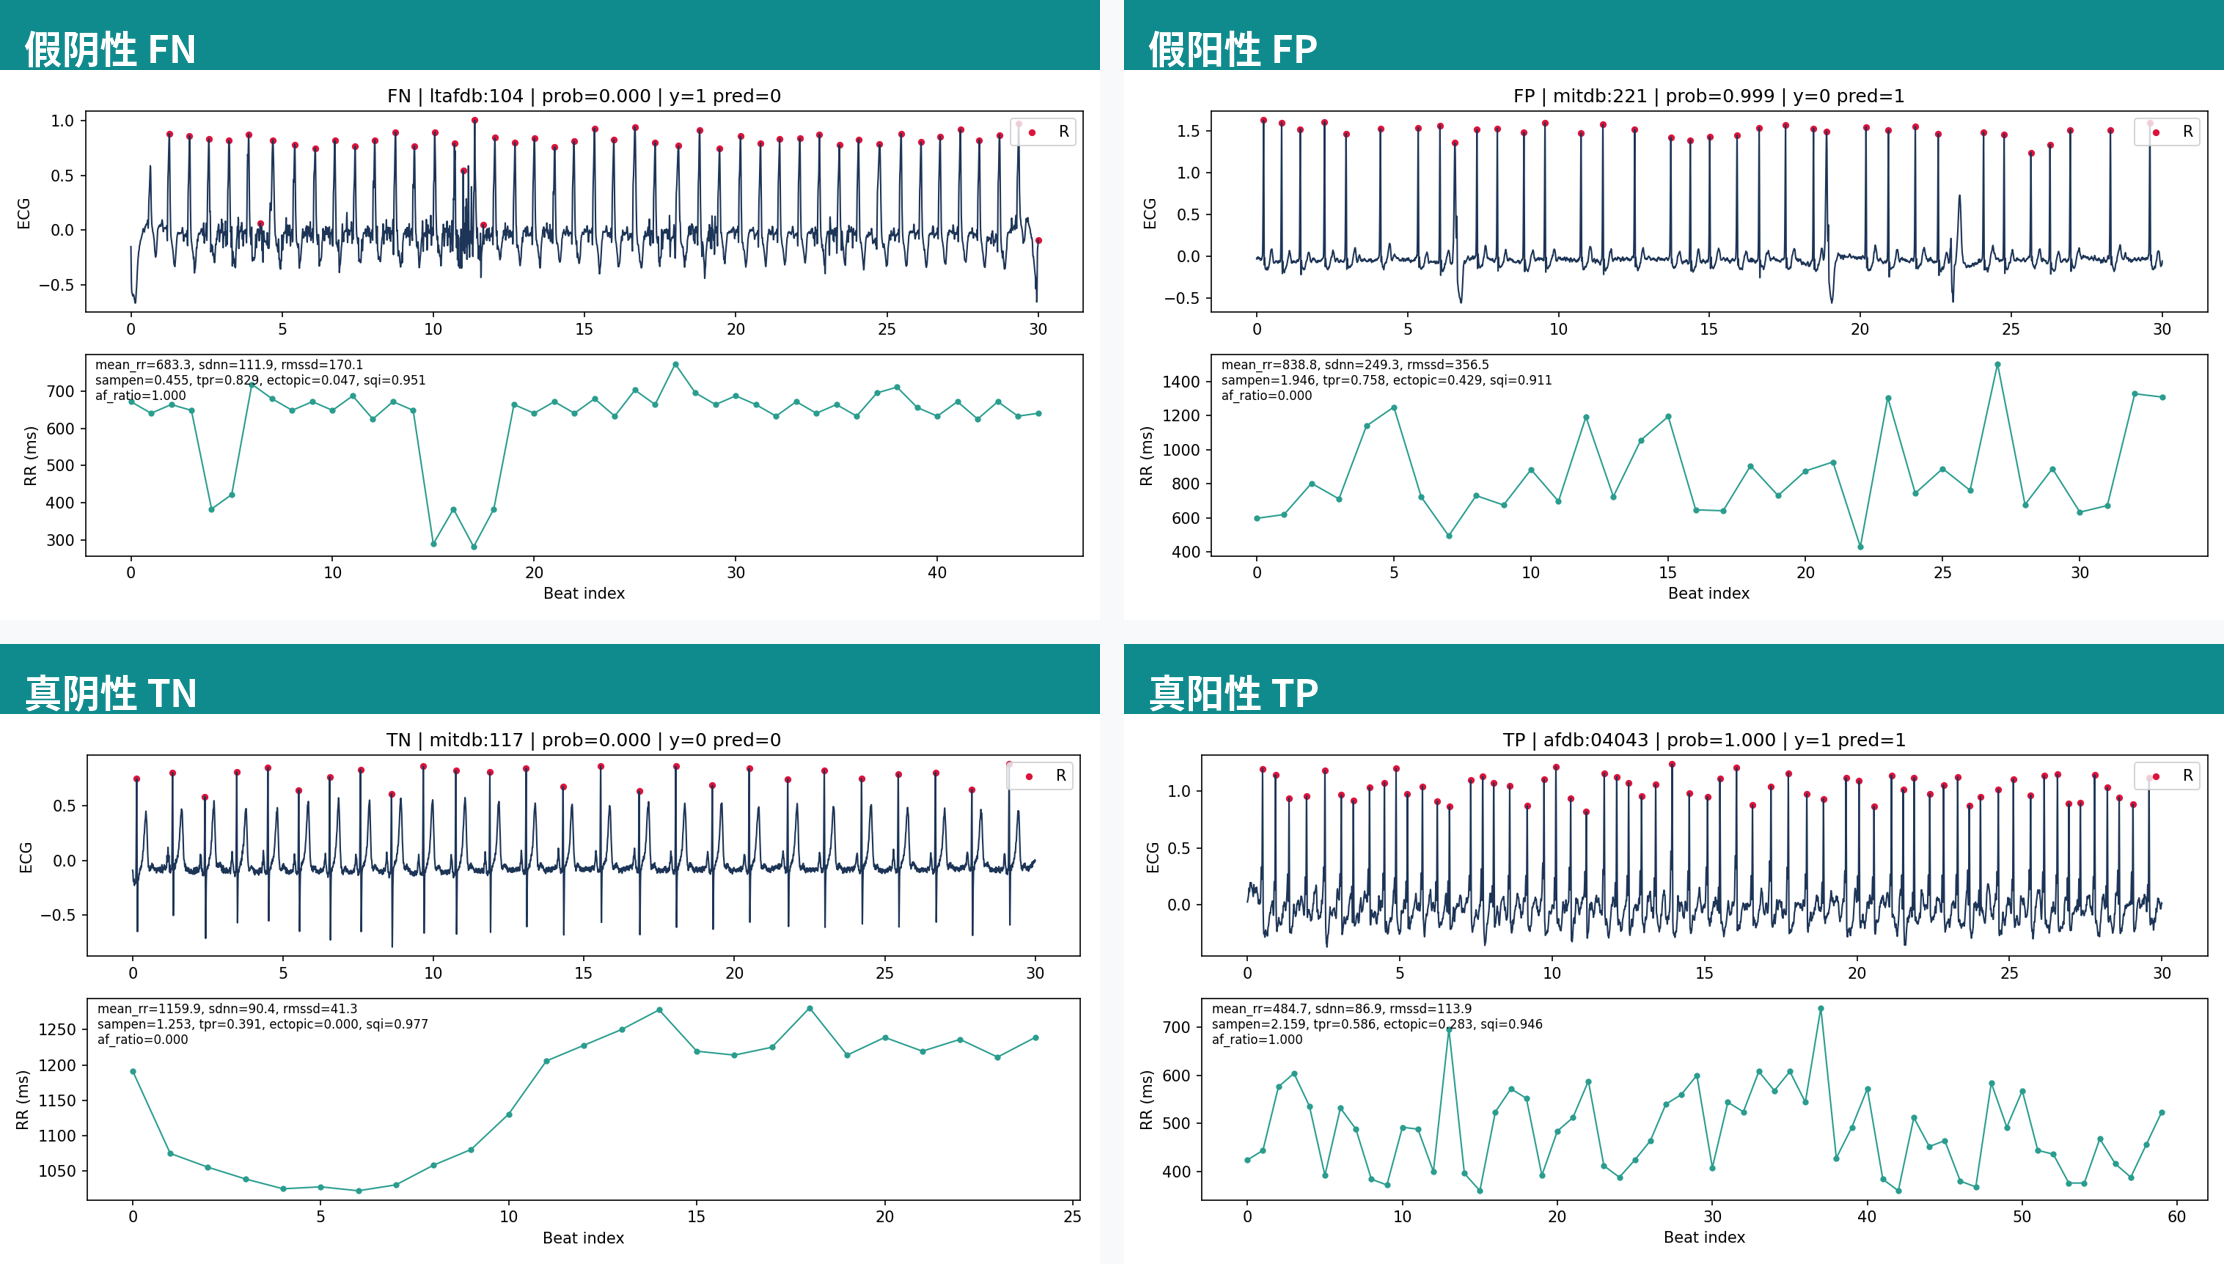 假阴性 FN
FN | ltafdb:104 | prob=0.000 | y=1 pred=0
R
1.0
0.5
0.0
−0.5
ECG
0 5 10 15 20 25 30
mean_rr=683.3, sdnn=111.9, rmssd=170.1
sampen=0.455, tpr=0.829, ectopic=0.047, sqi=0.951
af_ratio=1.000
700
600
500
400
300
RR (ms)
0 10 20 30 40
Beat index
假阳性 FP
FP | mitdb:221 | prob=0.999 | y=0 pred=1
R
1.5
1.0
0.5
0.0
−0.5
ECG
0 5 10 15 20 25 30
mean_rr=838.8, sdnn=249.3, rmssd=356.5
sampen=1.946, tpr=0.758, ectopic=0.429, sqi=0.911
af_ratio=0.000
1400
1200
1000
800
600
400
RR (ms)
0 5 10 15 20 25 30
Beat index
真阴性 TN
TN | mitdb:117 | prob=0.000 | y=0 pred=0
R
0.5
0.0
−0.5
ECG
0 5 10 15 20 25 30
mean_rr=1159.9, sdnn=90.4, rmssd=41.3
sampen=1.253, tpr=0.391, ectopic=0.000, sqi=0.977
af_ratio=0.000
1250
1200
1150
1100
1050
RR (ms)
0 5 10 15 20 25
Beat index
真阳性 TP
TP | afdb:04043 | prob=1.000 | y=1 pred=1
R
1.0
0.5
0.0
ECG
0 5 10 15 20 25 30
mean_rr=484.7, sdnn=86.9, rmssd=113.9
sampen=2.159, tpr=0.586, ectopic=0.283, sqi=0.946
af_ratio=1.000
700
600
500
400
RR (ms)
0 10 20 30 40 50 60
Beat index